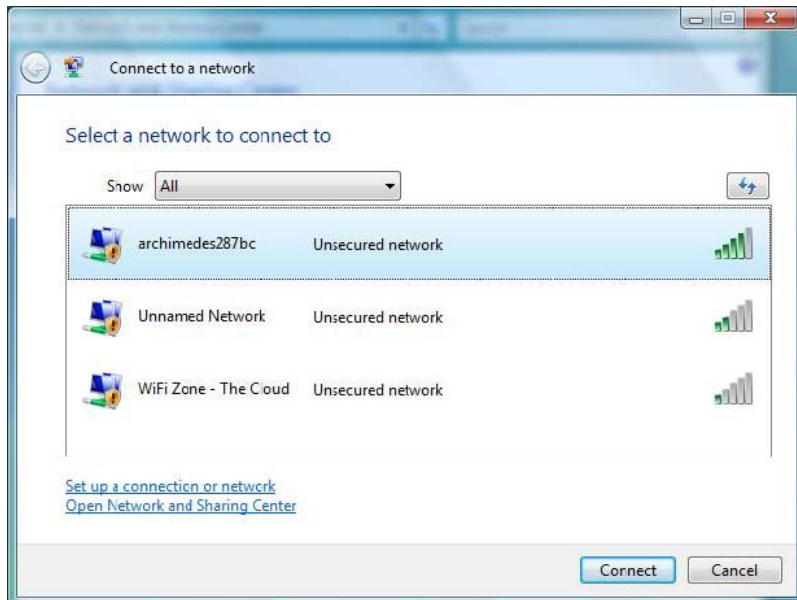 Connect to a network
Select a network to connect to
Show All
archimedes287bc Unsecured network
Unnamed Network Unsecured network
WiFi Zone - The Cloud Unsecured network
Set up a connection or network
Open Network and Sharing Center
Connect Cancel